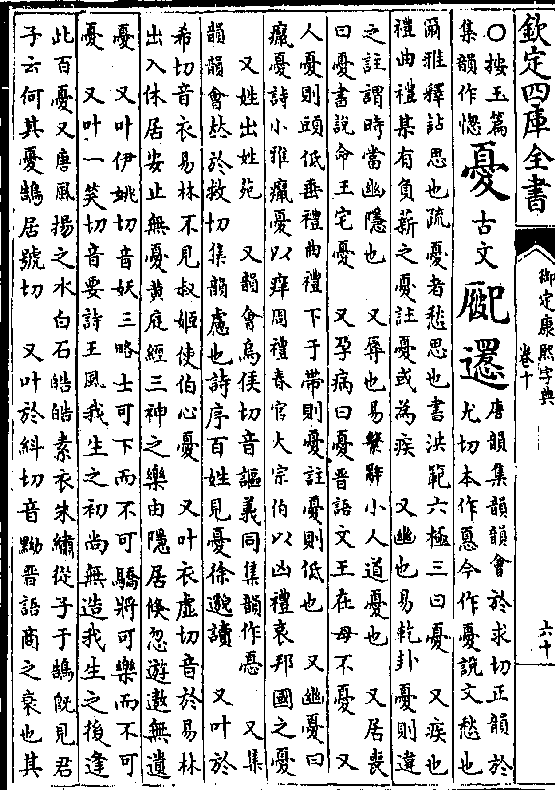 欽定四庫全書
御定康熙字典
卷十
六十
○按玉篇
集韻作㥑
憂
古文
𢟜𨗫
唐韻集韻韻會於求切正韻於
尤切本作𢝊今作憂說文愁也
爾雅釋詁思也疏憂者愁思也書洪範六極三曰憂 又疾也
禮曲禮某有負薪之憂註憂或為疾 又幽也易乾卦憂則違
之註謂時當幽隱也 又辱也易繫辭小人道憂也 又居喪
曰憂書說命王宅憂 又孕病曰憂晉語文王在母不憂 又
人憂則頭低垂禮曲禮下于帶則憂註憂則低也 又幽憂曰
癙憂詩小雅癙憂以痒周禮春官大宗伯以凶禮哀邦國之憂
又姓出姓苑 又韻會烏侯切音謳義同集韻作𢝊 又集
韻韻會於救切集韻慮也詩序百姓見憂徐邈讀 又叶於
希切音衣易林不見叔姬使伯心憂 又叶衣虛切音於易林
出入休居安止無憂黃庭經三神之樂由隱居倏忽遊遨無遺
憂 又叶伊姚切音妖三略士可下而不可驕將可樂而不可
憂 又叶一笑切音要詩王風我生之初尚無造我生之後逢
此百憂又唐風揚之水白石皓皓素衣朱繡從子于鵠既見君
子云何其憂鵠居號切 又叶於糾切音黝晉語商之衰也其